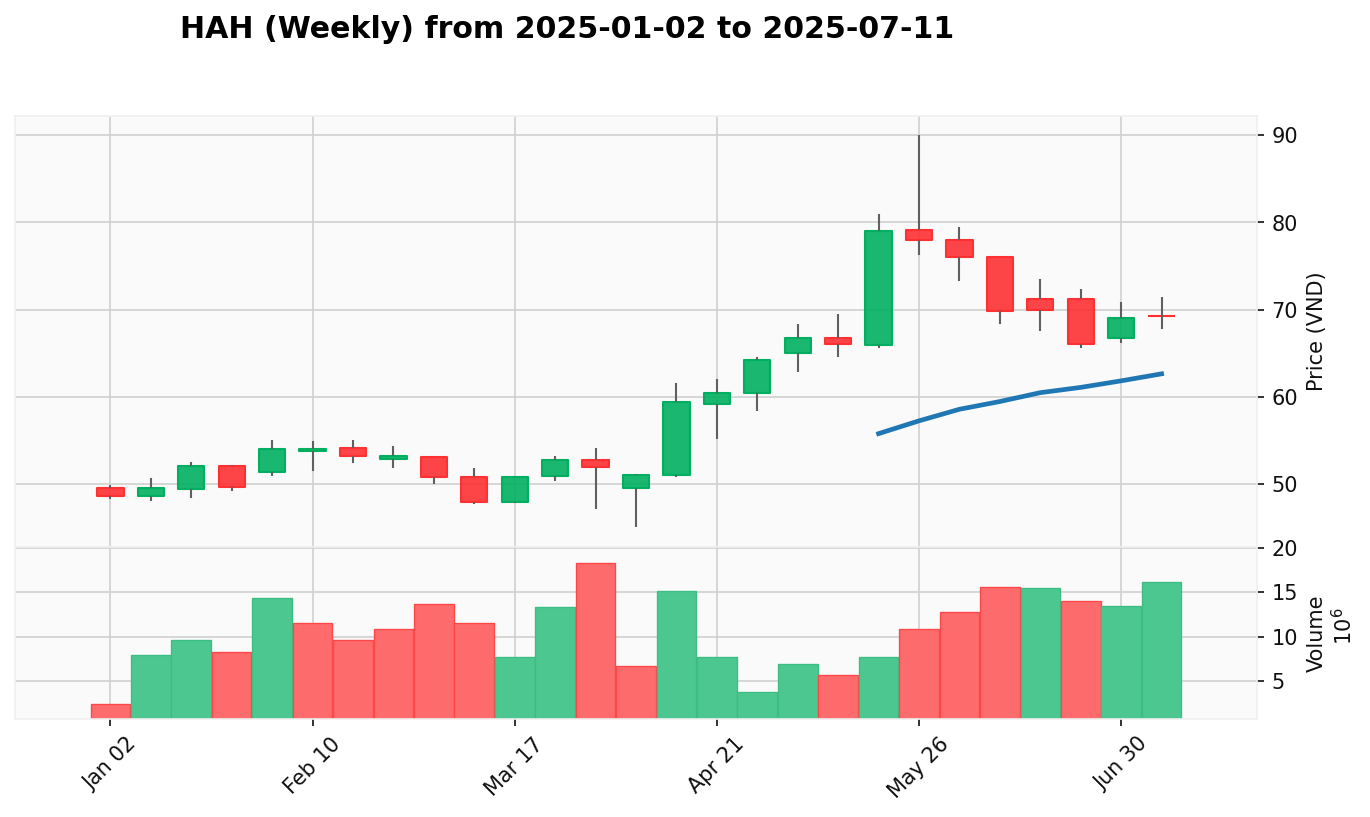 HAH (Weekly) from 2025-01-02 to 2025-07-11
90
80
70
60
50
Price (VND)
20
15
10
5
Volume
10⁶
Jan 02
Feb 10
Mar 17
Apr 21
May 26
Jun 30